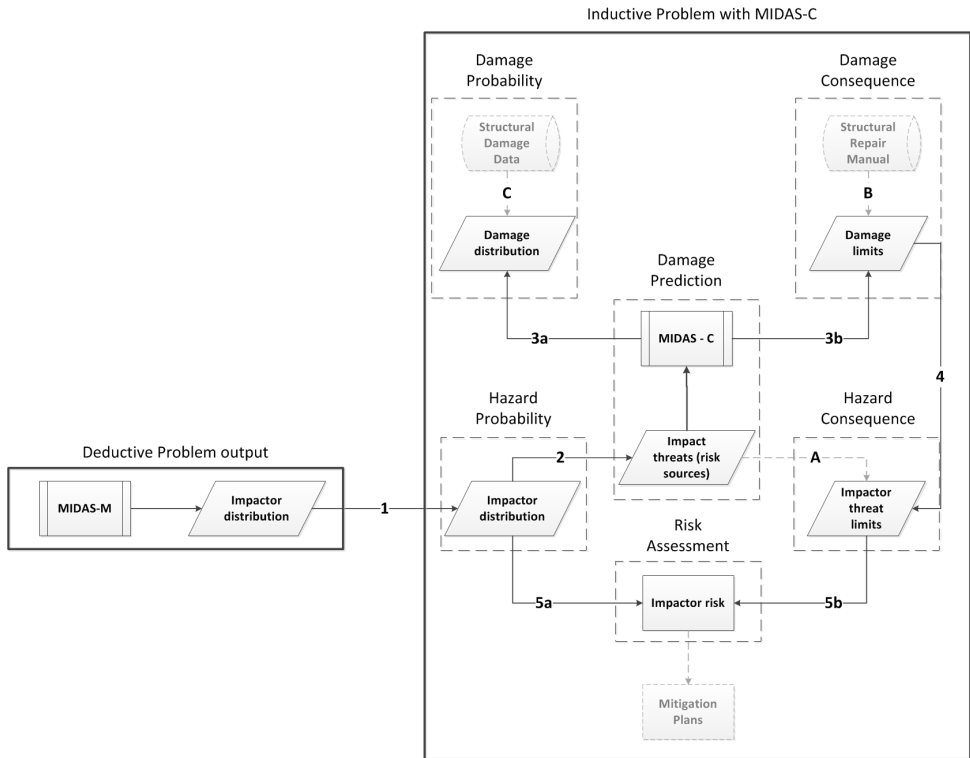 Inductive Problem with MIDAS-C
Damage
Probability
Damage
Consequence
Structural
Damage
Data
Structural
Repair
Manual
C
B
Damage
distribution
Damage
limits
Damage
Prediction
3a
MIDAS - C
3b
4
Hazard
Probability
Hazard
Consequence
Deductive Problem output
2
Impact
threats (risk
sources)
A
MIDAS-M
Impactor
distribution
1
Impactor
distribution
Impactor
threat
limits
Risk
Assessment
5a
Impactor risk
5b
Mitigation
Plans